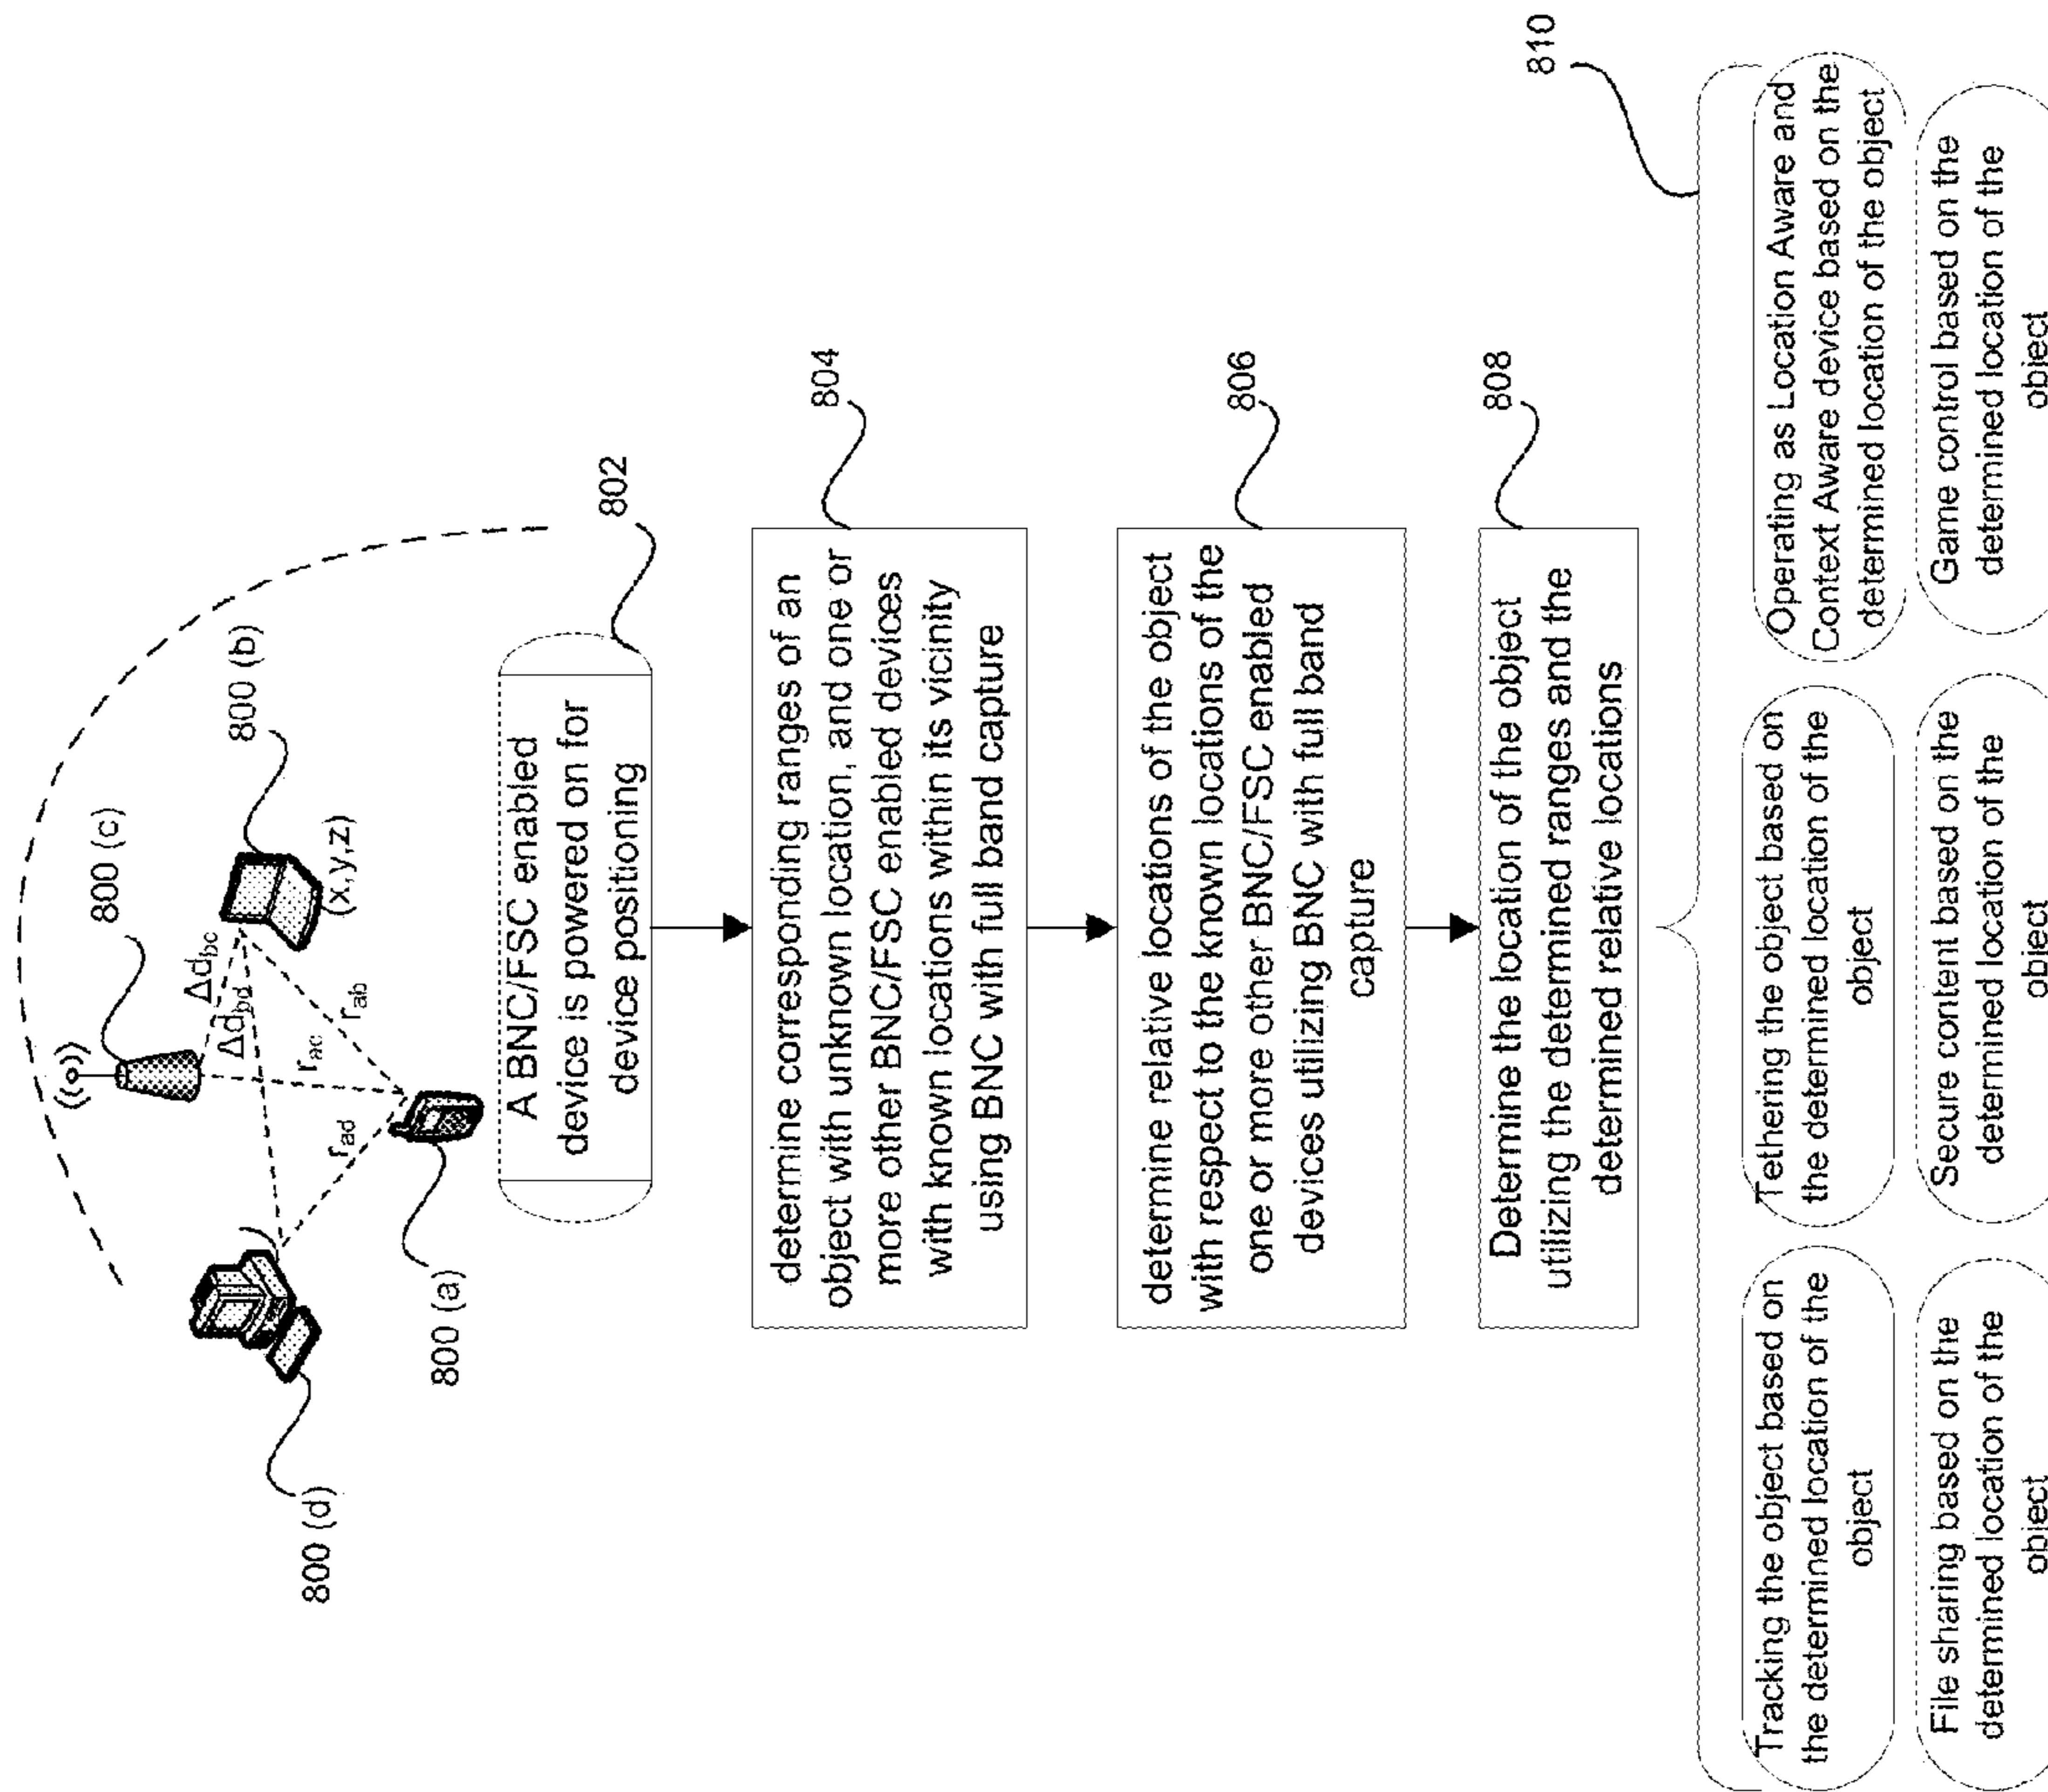 800 (d)
800 (c)
800 (b)
800 (a)
Δd_bc
Δd_bd
r_ad
r_ac
r_ab
(x,y,z)
802
A BNC/FSC enabled
device is powered on for
device positioning
804
determine corresponding ranges of an
object with unknown location, and one or
more other BNC/FSC enabled devices
with known locations within its vicinity
using BNC with full band capture
806
determine relative locations of the object
with respect to the known locations of the
one or more other BNC/FSC enabled
devices utilizing BNC with full band
capture
808
Determine the location of the object
utilizing the determined ranges and the
determined relative locations
810
Tracking the object based on
the determined location of the
object
Tethering the object based on
the determined location of the
object
Operating as Location Aware and
Context Aware device based on the
determined location of the object
File sharing based on the
determined location of the
object
Secure content based on the
determined location of the
object
Game control based on the
determined location of the
object